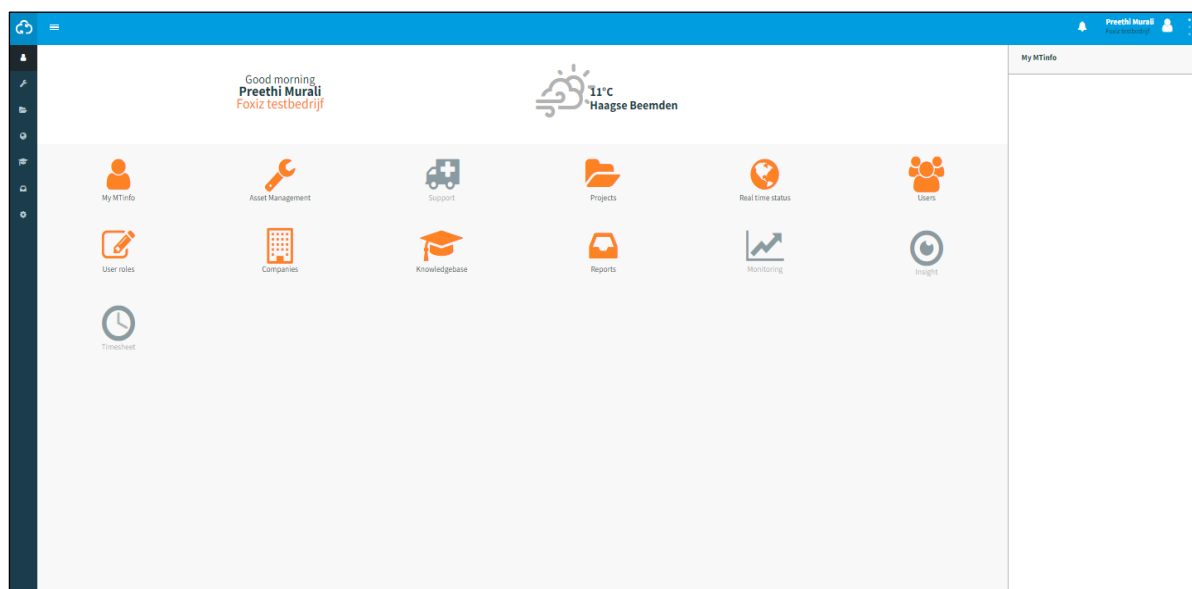 Preethi Murali
Foxiz testbedrijf
My MTinfo
Good morning
Preethi Murali
Foxiz testbedrijf
11°C
Haagse Beemden
My MTinfo
Asset Management
Support
Projects
Real time status
Users
User roles
Companies
Knowledgebase
Reports
Monitoring
Insight
Timesheet